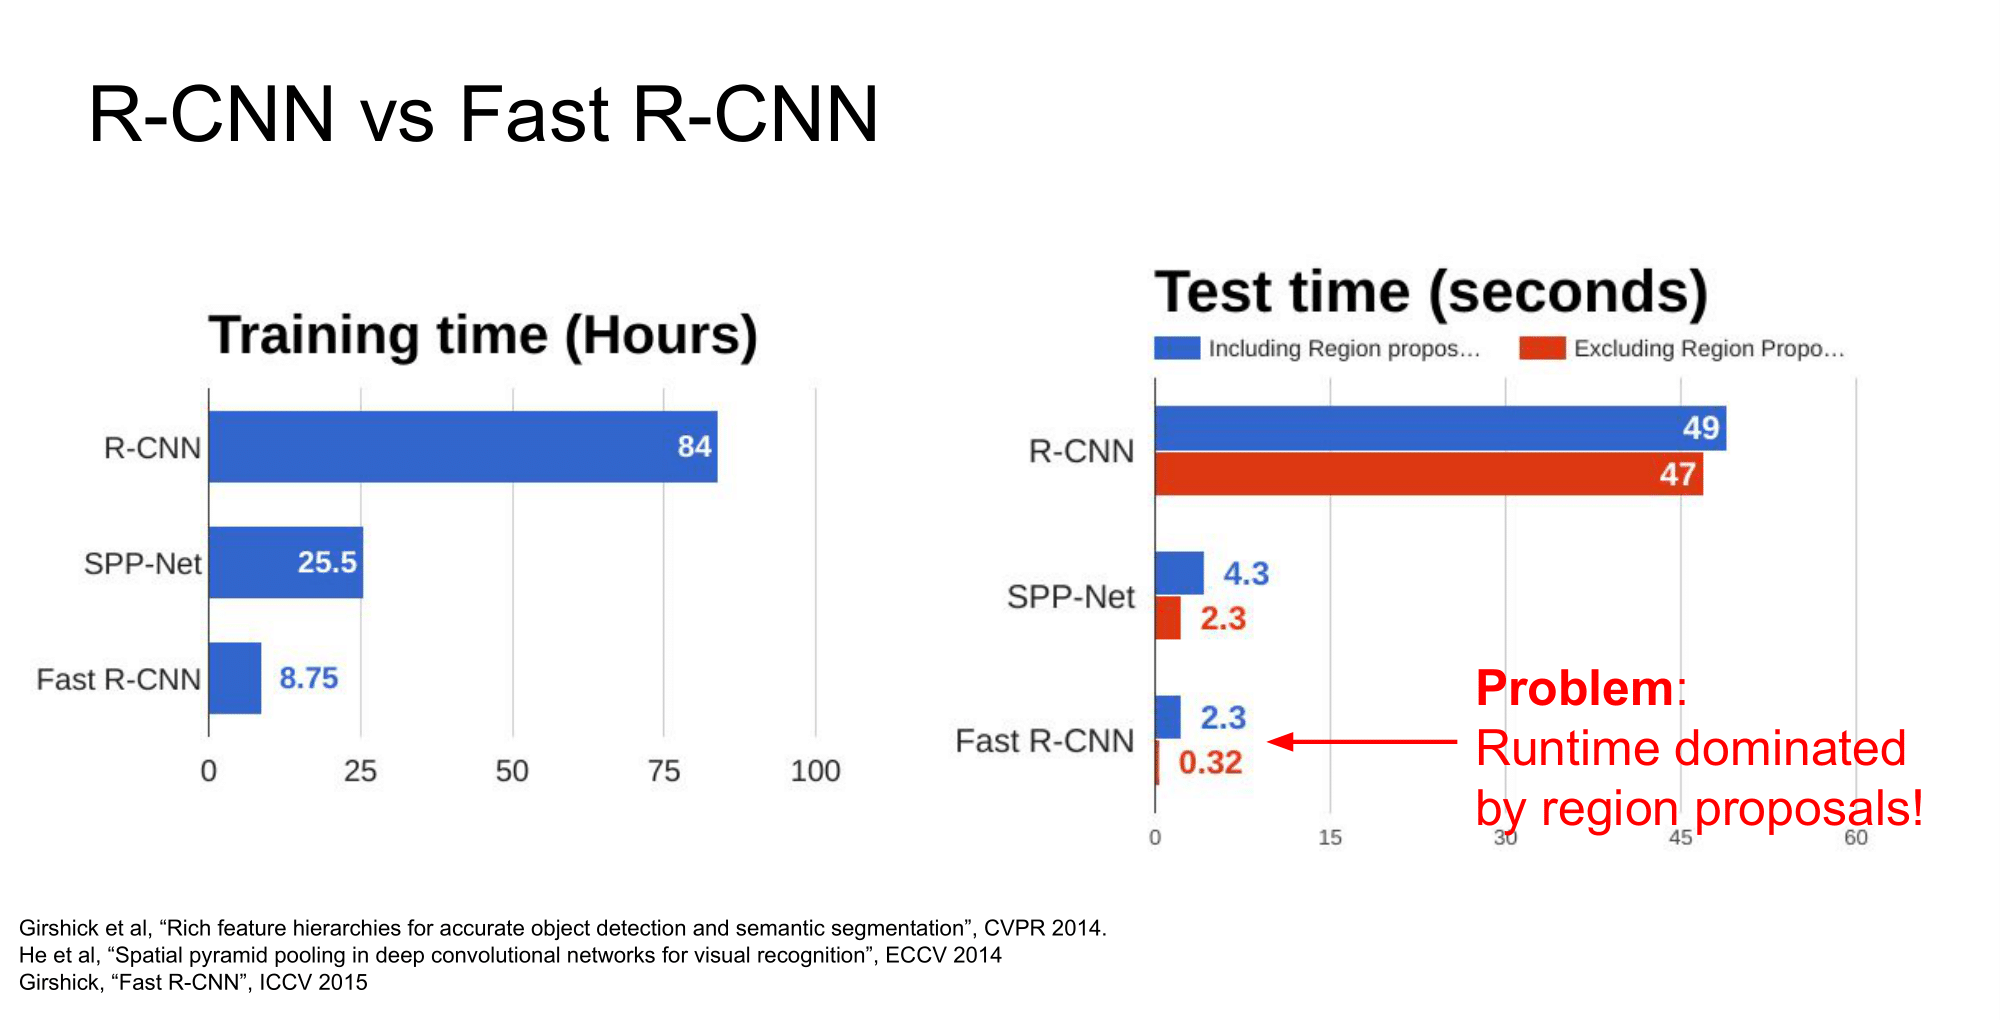 R-CNN vs Fast R-CNN
Training time (Hours)
R-CNN
84
SPP-Net
25.5
Fast R-CNN
8.75
0 25 50 75 100
Test time (seconds)
Including Region propos...
Excluding Region Propo...
R-CNN
49
47
SPP-Net
4.3
2.3
Fast R-CNN
2.3
0.32
0 15 30 45 60
Problem:
Runtime dominated
by region proposals!
Girshick et al, “Rich feature hierarchies for accurate object detection and semantic segmentation”, CVPR 2014.
He et al, “Spatial pyramid pooling in deep convolutional networks for visual recognition”, ECCV 2014
Girshick, “Fast R-CNN”, ICCV 2015